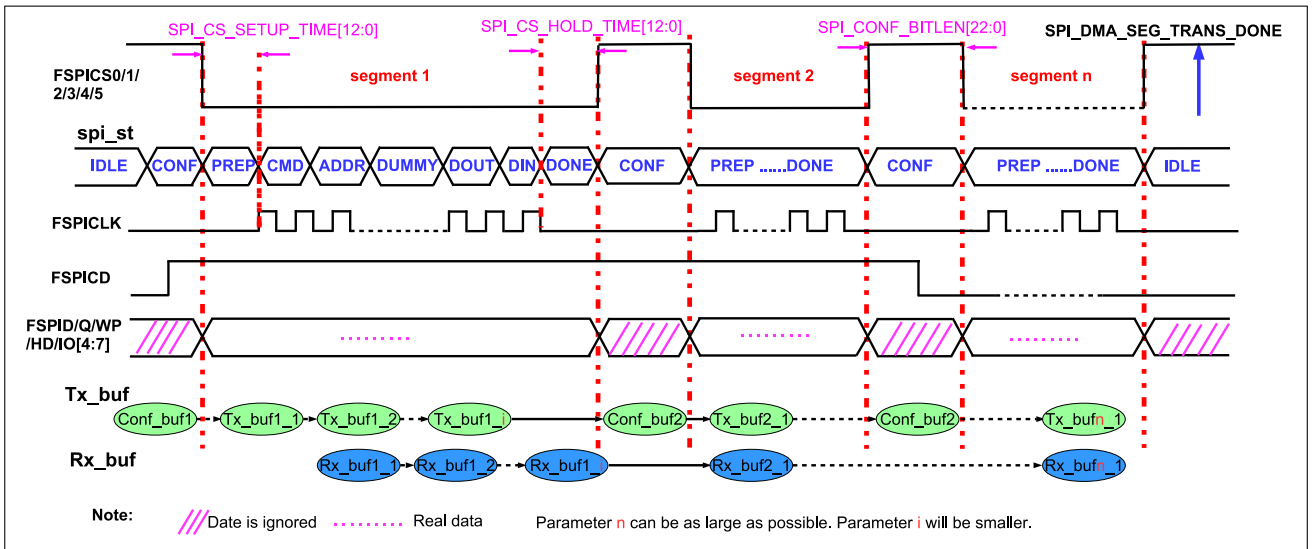 SPI_CS_SETUP_TIME[12:0] SPI_CS_HOLD_TIME[12:0] SPI_CONF_BITLEN[22:0] SPI_DMA_SEG_TRANS_DONE
FSPICS0/1/
2/3/4/5
segment 1 segment 2 segment n
spi_st
IDLE CONF PREP CMD ADDR DUMMY DOUT DIN DONE CONF PREP ......DONE CONF PREP ......DONE IDLE
FSPICLK
FSPICD
FSPID/Q/WP
/HD/IO[4:7]
Tx_buf
Conf_buf1 Tx_buf1_1 Tx_buf1_2 Tx_buf1_i Conf_buf2 Tx_buf2_1 Conf_buf2 Tx_bufn_1
Rx_buf
Rx_buf1_1 Rx_buf1_2 Rx_buf1_i Rx_buf2_1 Rx_bufn_1
Note: Date is ignored Real data Parameter n can be as large as possible. Parameter i will be smaller.